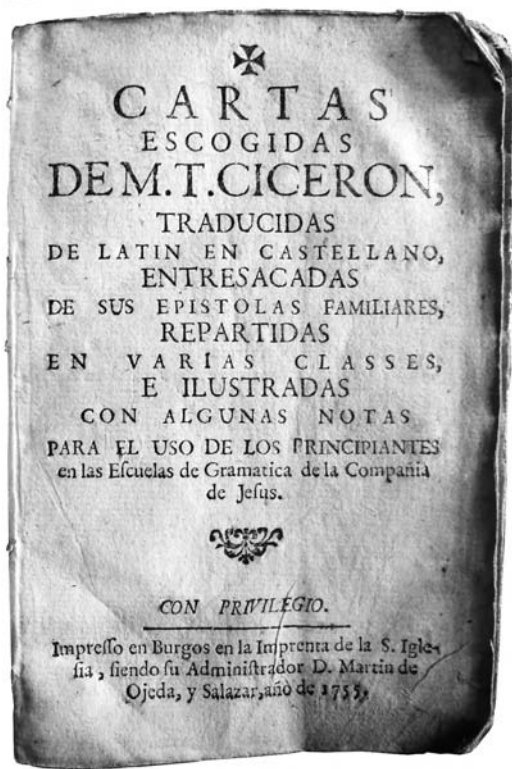 CARTAS
ESCOGIDAS
DE M. T. CICERON,
TRADUCIDAS
DE LATIN EN CASTELLANO,
ENTRESACADAS
DE SUS EPISTOLAS FAMILIARES,
REPARTIDAS
EN VARIAS CLASSES,
E ILUSTRADAS
CON ALGUNAS NOTAS
PARA EL USO DE LOS PRINCIPIANTES
en las Eſcuelas de Gramatica de la Compañia
de Jeſus.
CON PRIVILEGIO.
Impreſſo en Burgos en la Imprenta de la S. Igle-
ſia, ſiendo ſu Adminiſtrador D. Martin de
Ojeda, y Salazar, año de 1755.